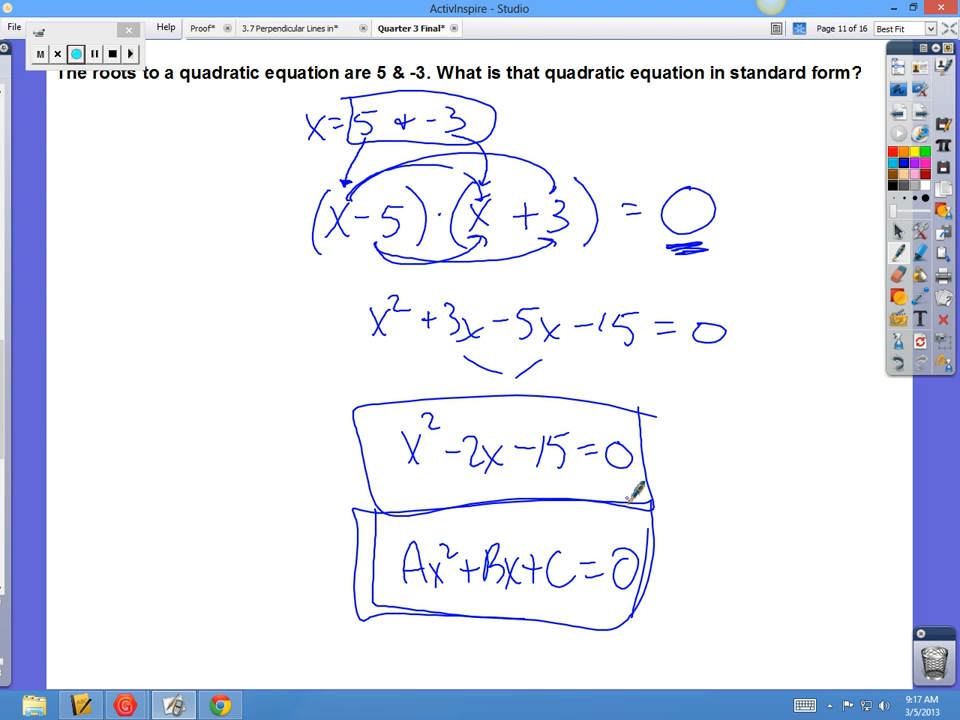 ActivInspire - Studio
File
Help
Proof*
3.7 Perpendicular Lines in*
Quarter 3 Final*
Page 11 of 16
Best Fit
M
The roots to a quadratic equation are 5 & -3. What is that quadratic equation in standard form?
x = 5 + -3
(x - 5) · (x + 3) = 0
x² + 3x - 5x - 15 = 0
x² - 2x - 15 = 0
Ax² + Bx + C = 0
9:17 AM
3/5/2013